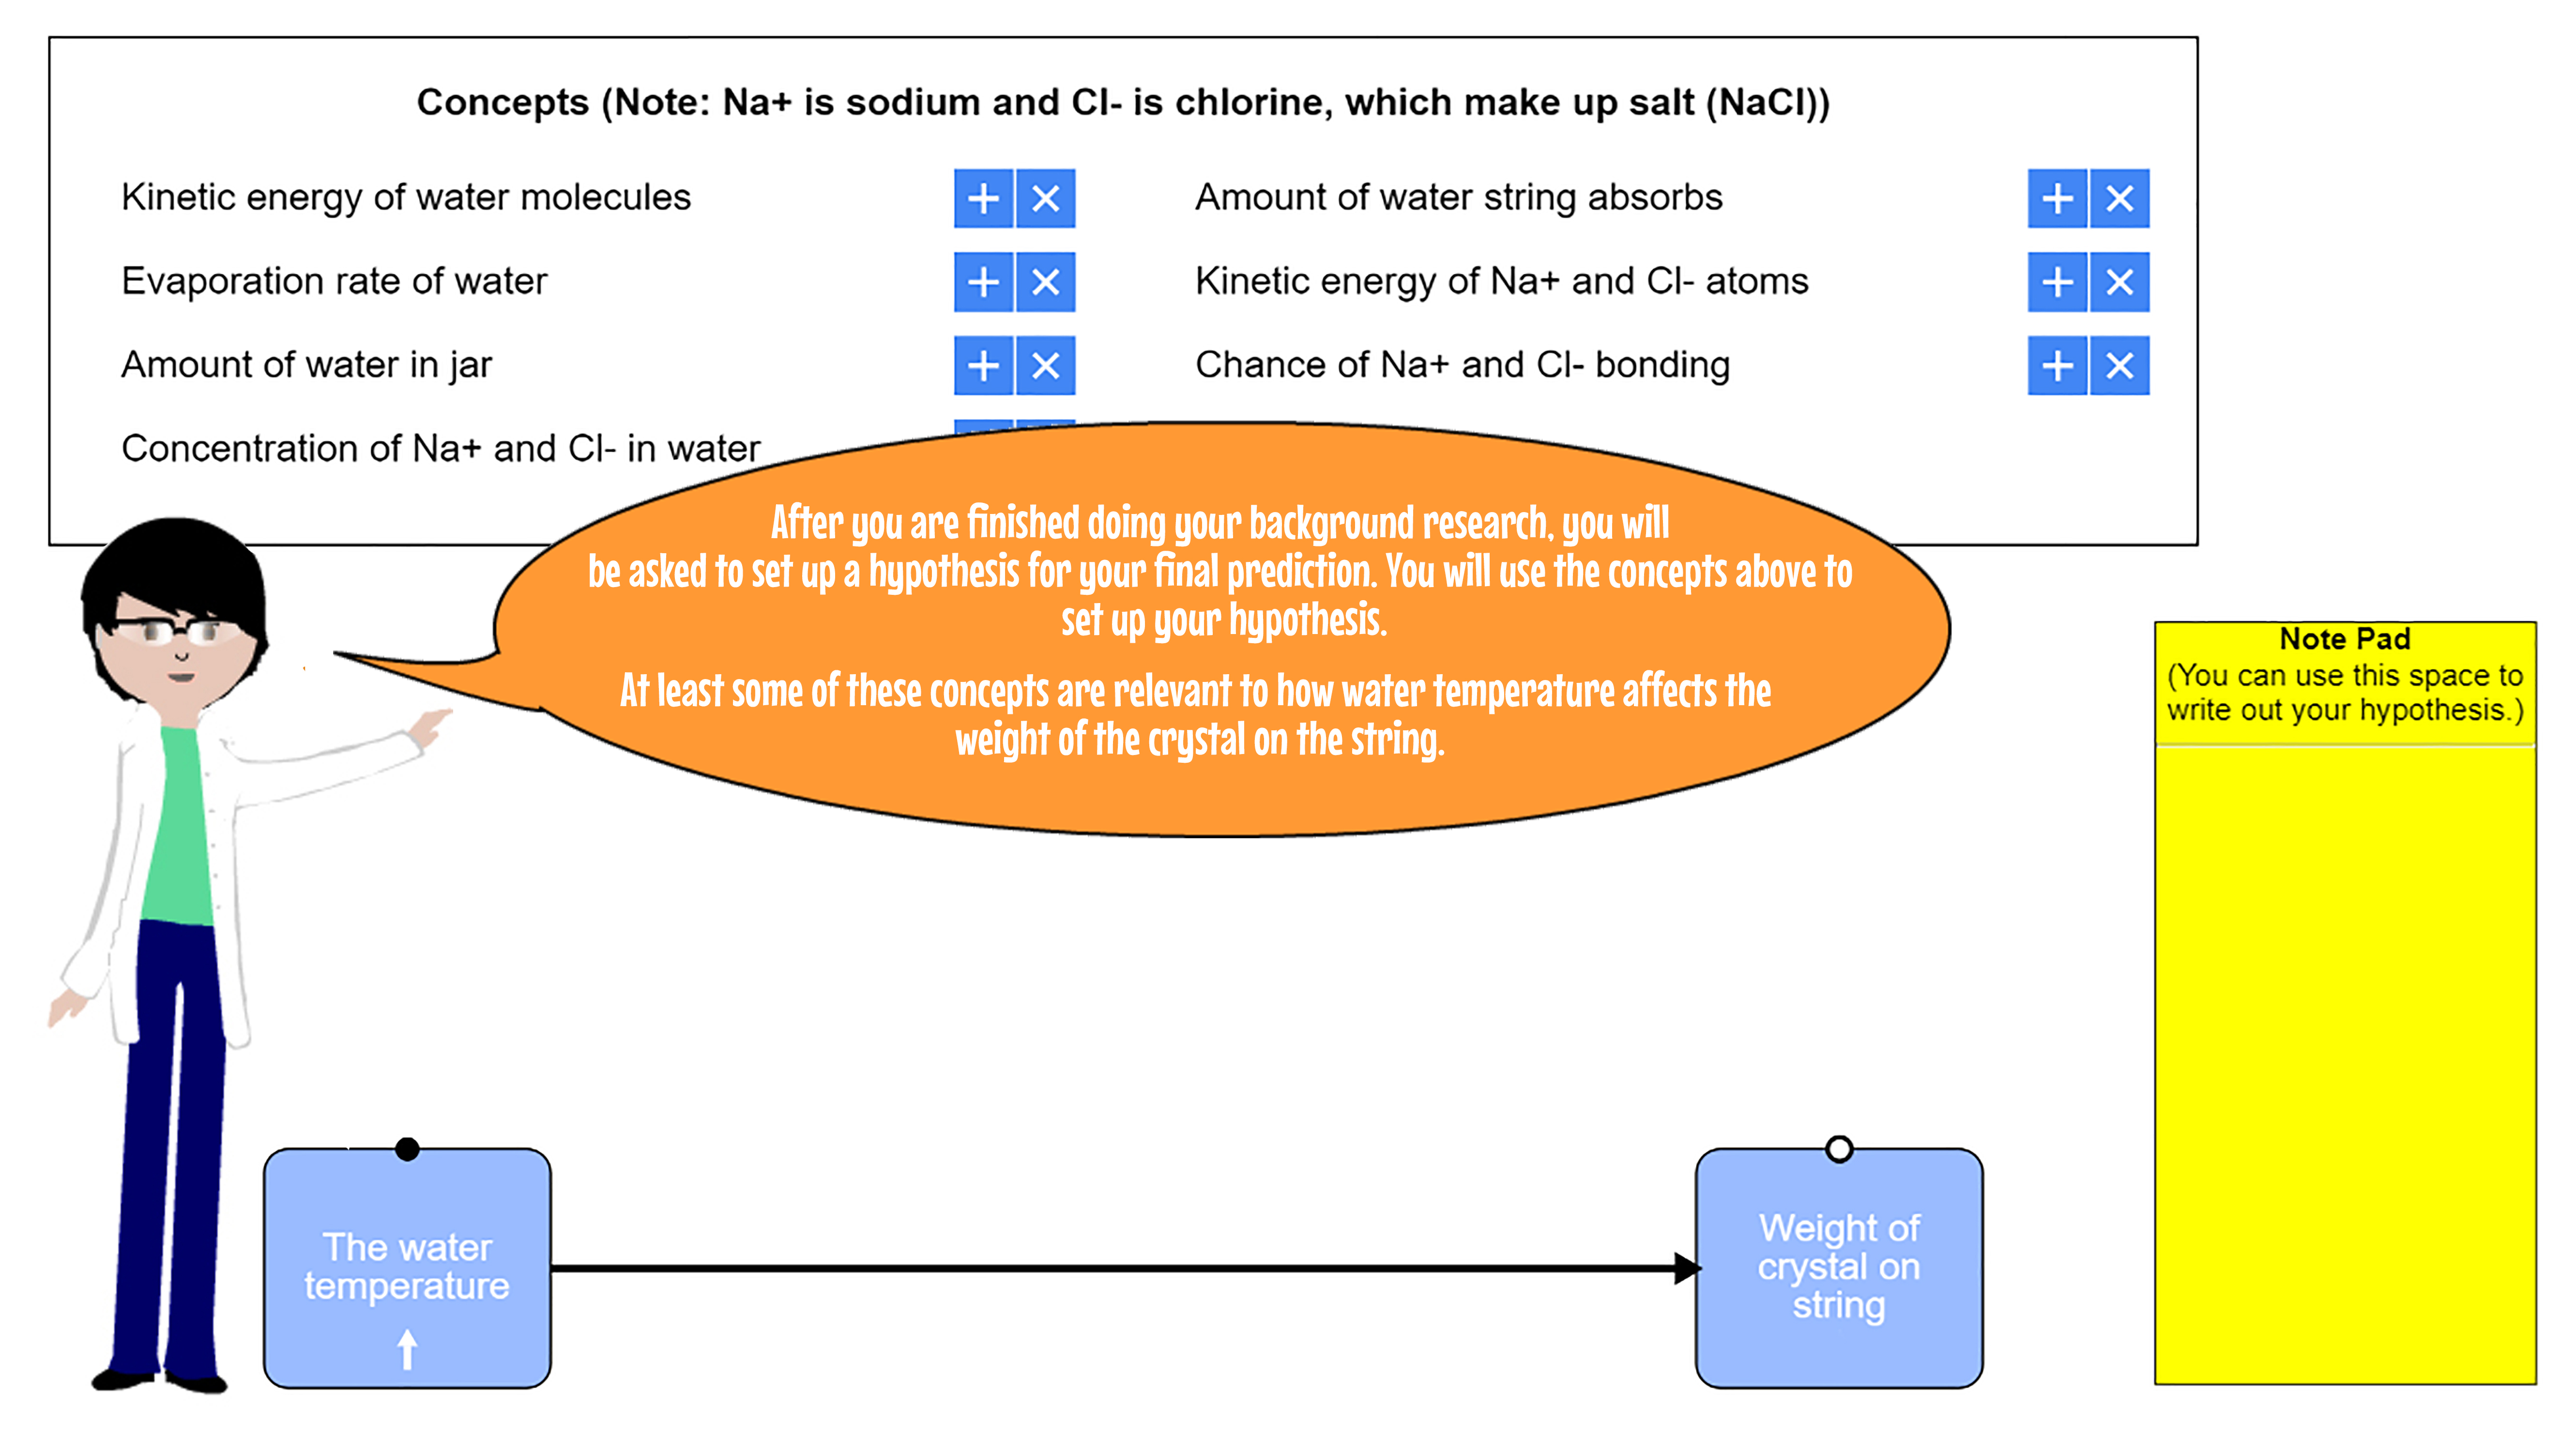 Concepts (Note: Na+ is sodium and Cl- is chlorine, which make up salt (NaCl))
Kinetic energy of water molecules
Evaporation rate of water
Amount of water in jar
Concentration of Na+ and Cl- in water
Amount of water string absorbs
Kinetic energy of Na+ and Cl- atoms
Chance of Na+ and Cl- bonding
After you are finished doing your background research, you will
be asked to set up a hypothesis for your final prediction. You will use the concepts above to
set up your hypothesis.
At least some of these concepts are relevant to how water temperature affects the
weight of the crystal on the string.
Note Pad
(You can use this space to
write out your hypothesis.)
The water
temperature
Weight of
crystal on
string